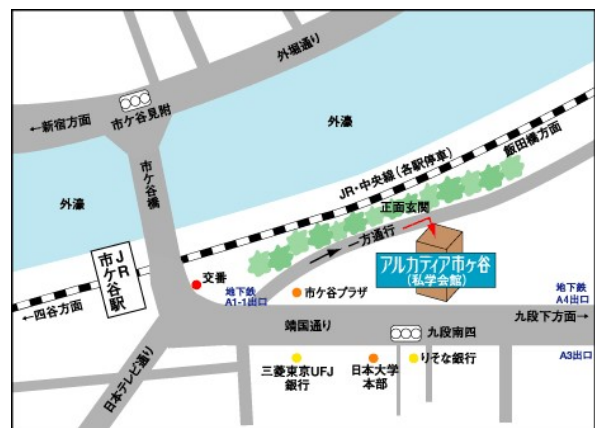 外堀通り
←新宿方面
市ケ谷見附
外濠
飯田橋方面
市ケ谷橋
JR・中央線（各駅停車）
外濠
正面玄関
一方通行
JR
市ケ谷駅
アルカディア市ヶ谷
（私学会館）
交番
地下鉄
A1-1出口
市ケ谷プラザ
地下鉄
A4出口
←四谷方面
九段下方面→
靖国通り
九段南四
A3出口
日本テレビ通り
三菱東京UFJ
銀行
日本大学
本部
りそな銀行